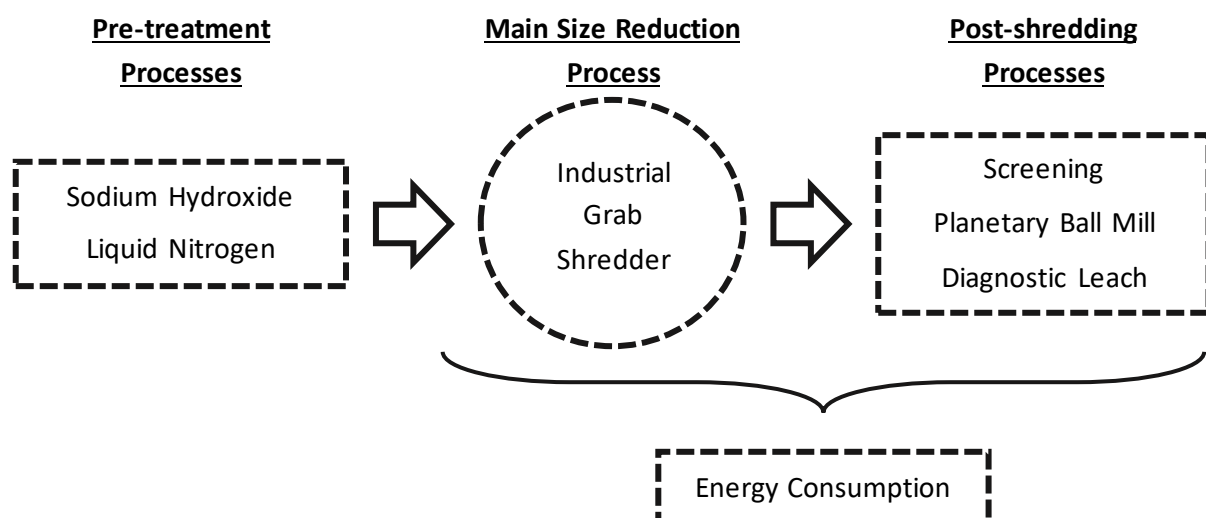 Pre-treatment
Processes
Main Size Reduction
Process
Post-shredding
Processes
Sodium Hydroxide
Liquid Nitrogen
Industrial
Grab
Shredder
Screening
Planetary Ball Mill
Diagnostic Leach
Energy Consumption